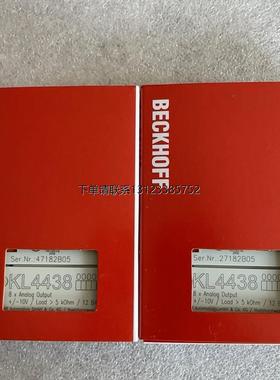 BECKHOFF
下单请联系13123385752
Ser.Nr.:47182B05
KL4438
8 x Analog Output
+/-10V / Load > 5 kOhm / 12 B
Ser.Nr.:27182B05
KL4438
8 x Analog Output
+/-10V / Load > 5 kOhm / 12 Bi